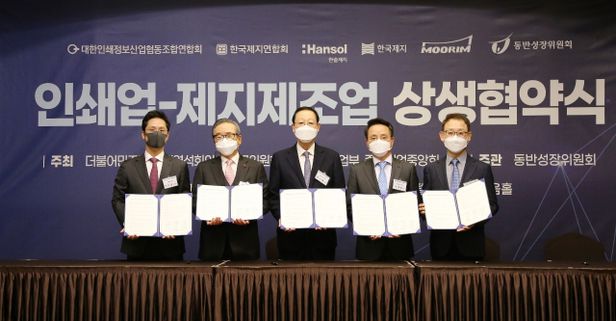 대한인쇄정보산업협동조합연합회 한국제지연합회 Hansol 한솔제지 한국제지 MOORIM 동반성장위원회
인쇄업-제지제조업 상생협약식
주최 더불어민주 주관 동반성장위원회